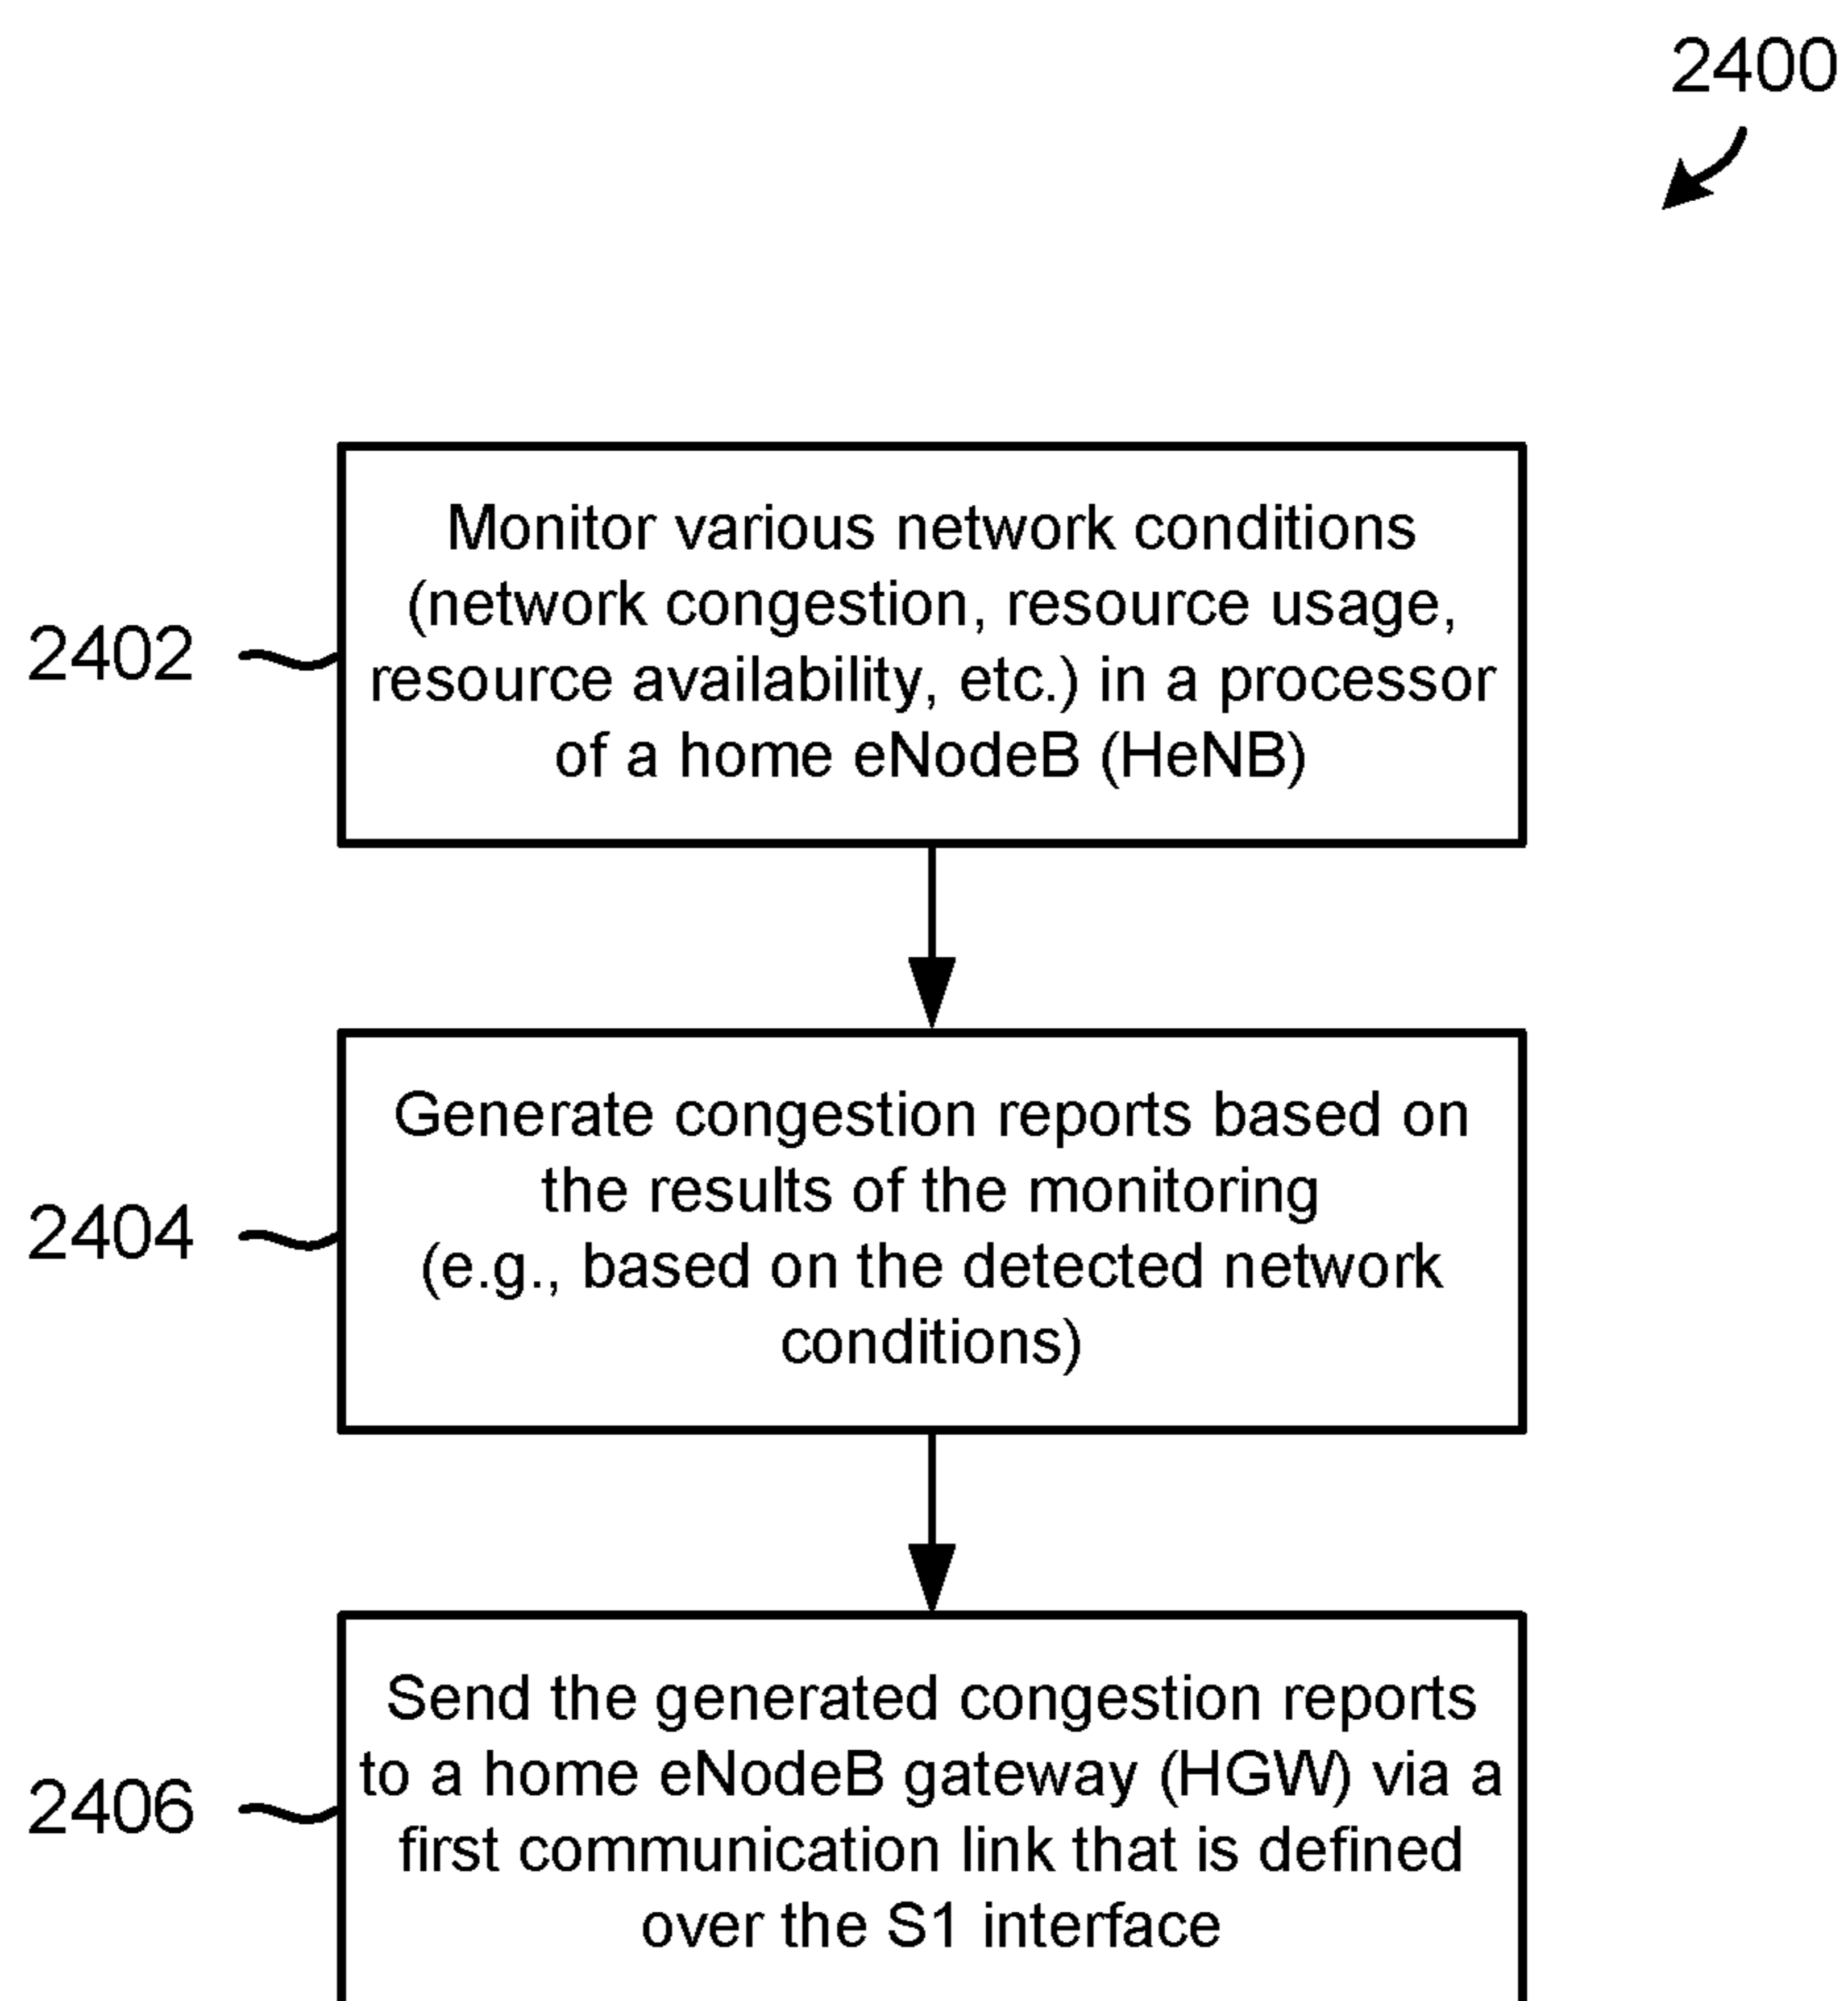 2400
2402
Monitor various network conditions
(network congestion, resource usage,
resource availability, etc.) in a processor
of a home eNodeB (HeNB)
2404
Generate congestion reports based on
the results of the monitoring
(e.g., based on the detected network
conditions)
2406
Send the generated congestion reports
to a home eNodeB gateway (HGW) via a
first communication link that is defined
over the S1 interface